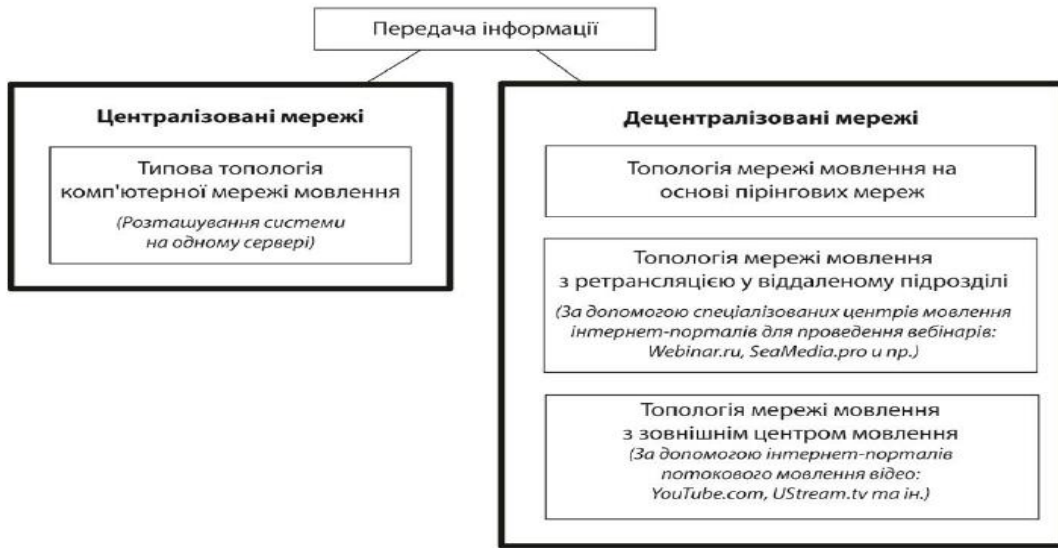 Передача інформації
Централізовані мережі
Типова топологія
комп'ютерної мережі мовлення
(Розташування системи
на одному сервері)
Децентралізовані мережі
Топологія мережі мовлення на
основі пірінгових мереж
Топологія мережі мовлення
з ретрансляцією у віддаленому підрозділі
(За допомогою спеціалізованих центрів мовлення
інтернет-порталів для проведення вебінарів:
Webinar.ru, SeaMedia.pro и пр.)
Топологія мережі мовлення
з зовнішнім центром мовлення
(За допомогою інтернет-порталів
потокового мовлення відео:
YouTube.com, UStream.tv та ін.)